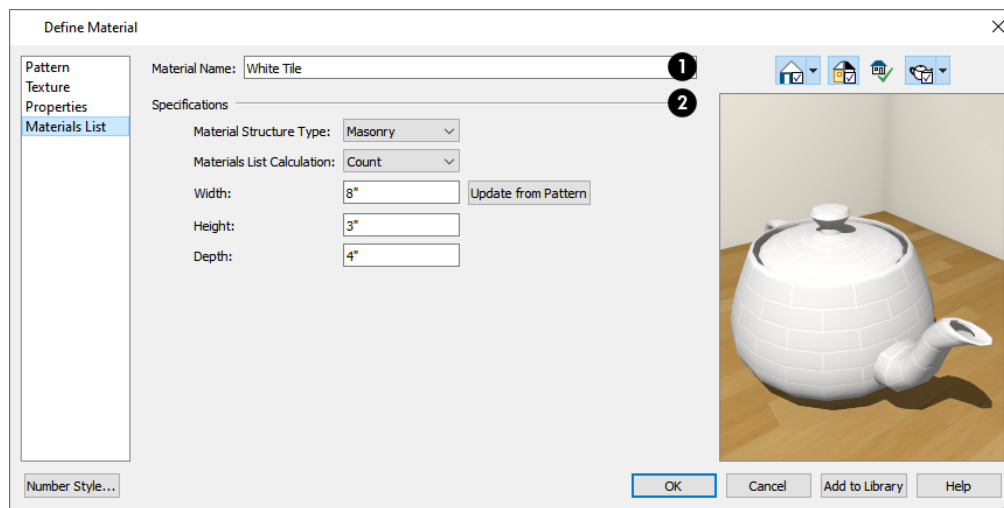 Define Material
Pattern
Texture
Properties
Materials List
Material Name: White Tile 1
Specifications 2
Material Structure Type: Masonry
Materials List Calculation: Count
Width: 8" Update from Pattern
Height: 3"
Depth: 4"
Number Style... OK Cancel Add to Library Help